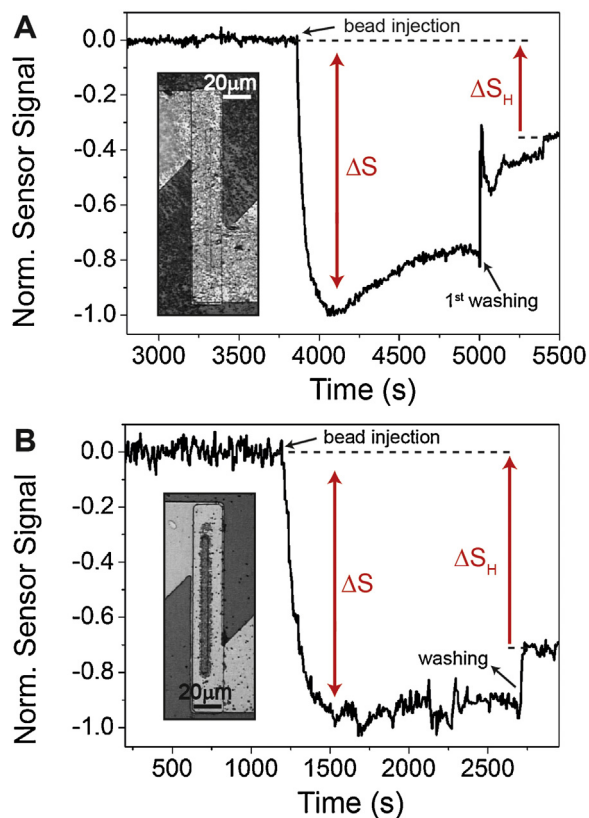 A
Norm. Sensor Signal
0.0
-0.2
-0.4
-0.6
-0.8
-1.0
bead injection
20μm
ΔS
ΔS_H
1st washing
3000 3500 4000 4500 5000 5500
Time (s)
B
Norm. Sensor Signal
0.0
-0.2
-0.4
-0.6
-0.8
-1.0
bead injection
20μm
ΔS
ΔS_H
washing
500 1000 1500 2000 2500
Time (s)